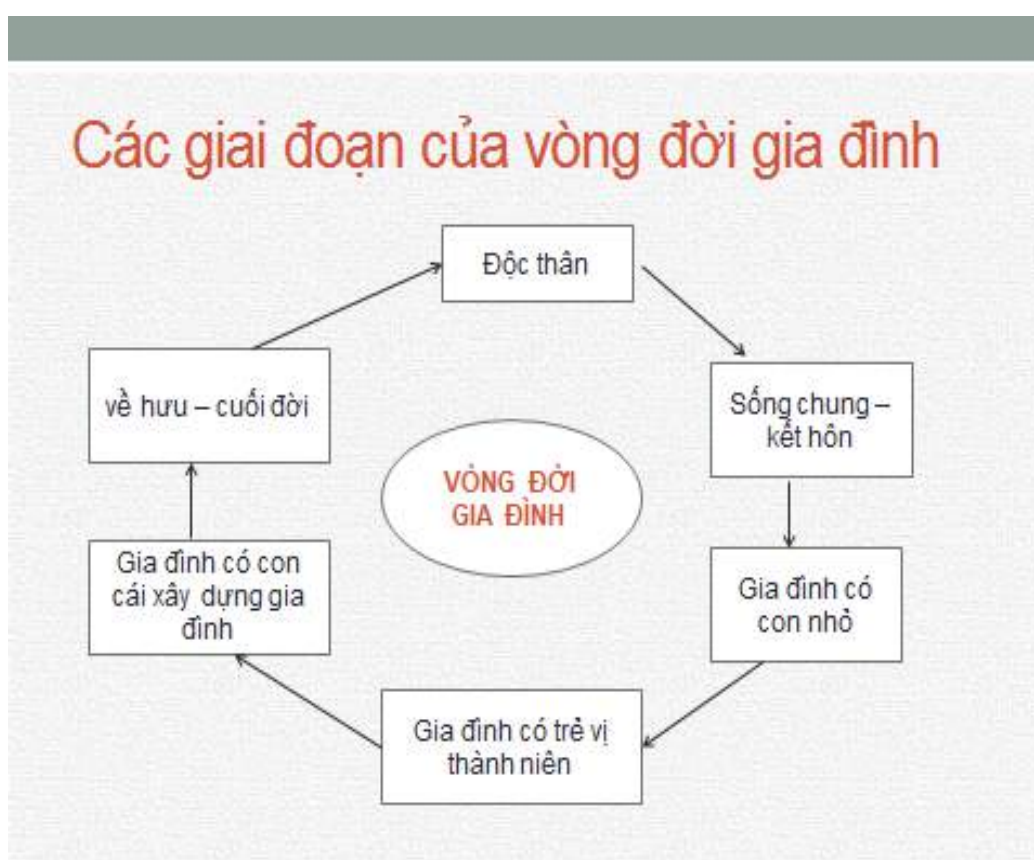 Các giai đoạn của vòng đời gia đình
Độc thân
Sống chung –
kết hôn
Gia đình có
con nhỏ
Gia đình có trẻ vị
thành niên
Gia đình có con
cái xây dựng gia
đình
về hưu – cuối đời
VÒNG ĐỜI
GIA ĐÌNH